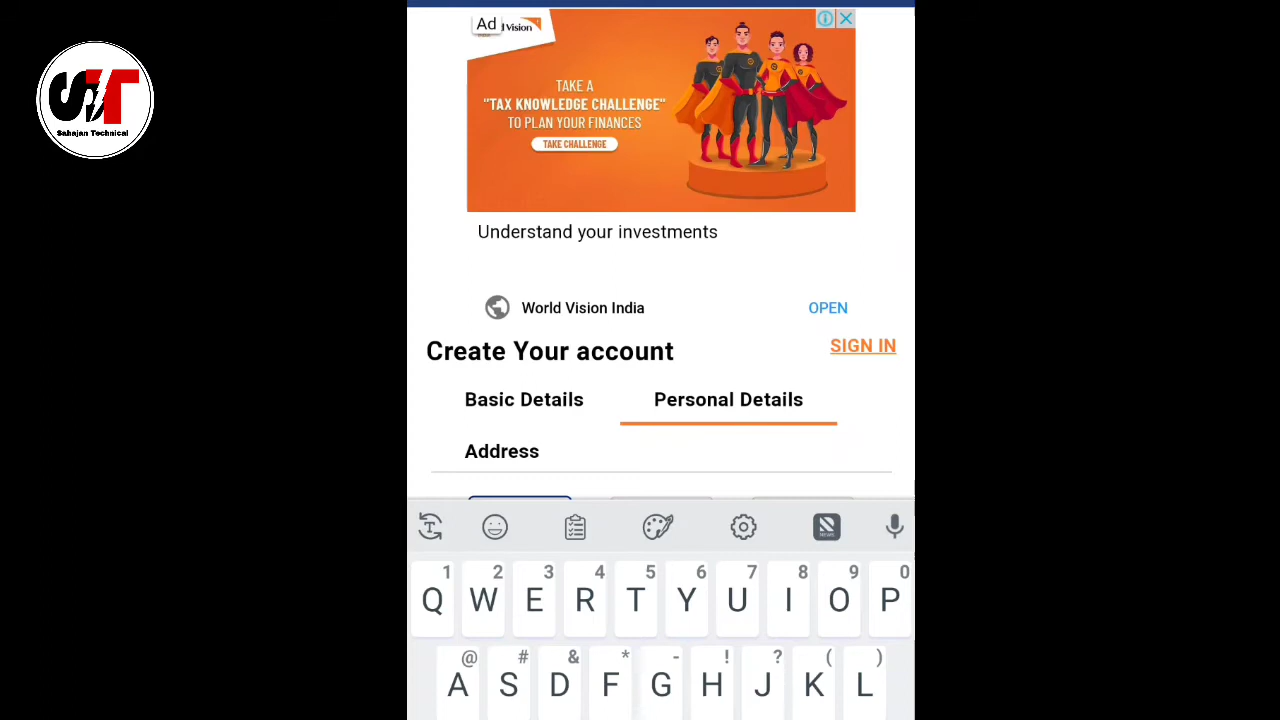 ST
Sahajan Technical
Ad
Vision
TAKE A
"TAX KNOWLEDGE CHALLENGE"
TO PLAN YOUR FINANCES
TAKE CHALLENGE
Understand your investments
World Vision India
OPEN
Create Your account
SIGN IN
Basic Details
Personal Details
Address
T
NEWS
1 2 3 4 5 6 7 8 9 0
Q W E R T Y U I O P
@ # & * - ! ? ( )
A S D F G H J K L